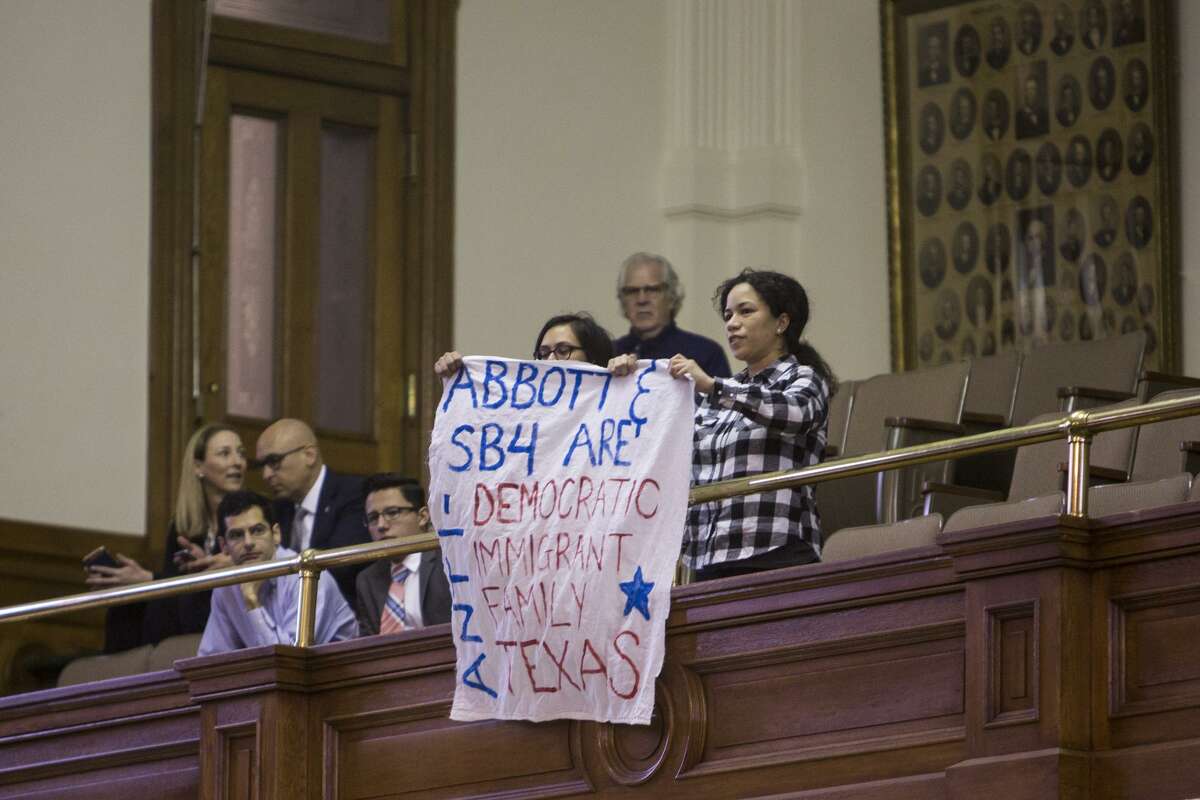 ABBOTT &
SB4 ARE
ANTI-
DEMOCRATIC
IMMIGRANT
FAMILY
TEXAS